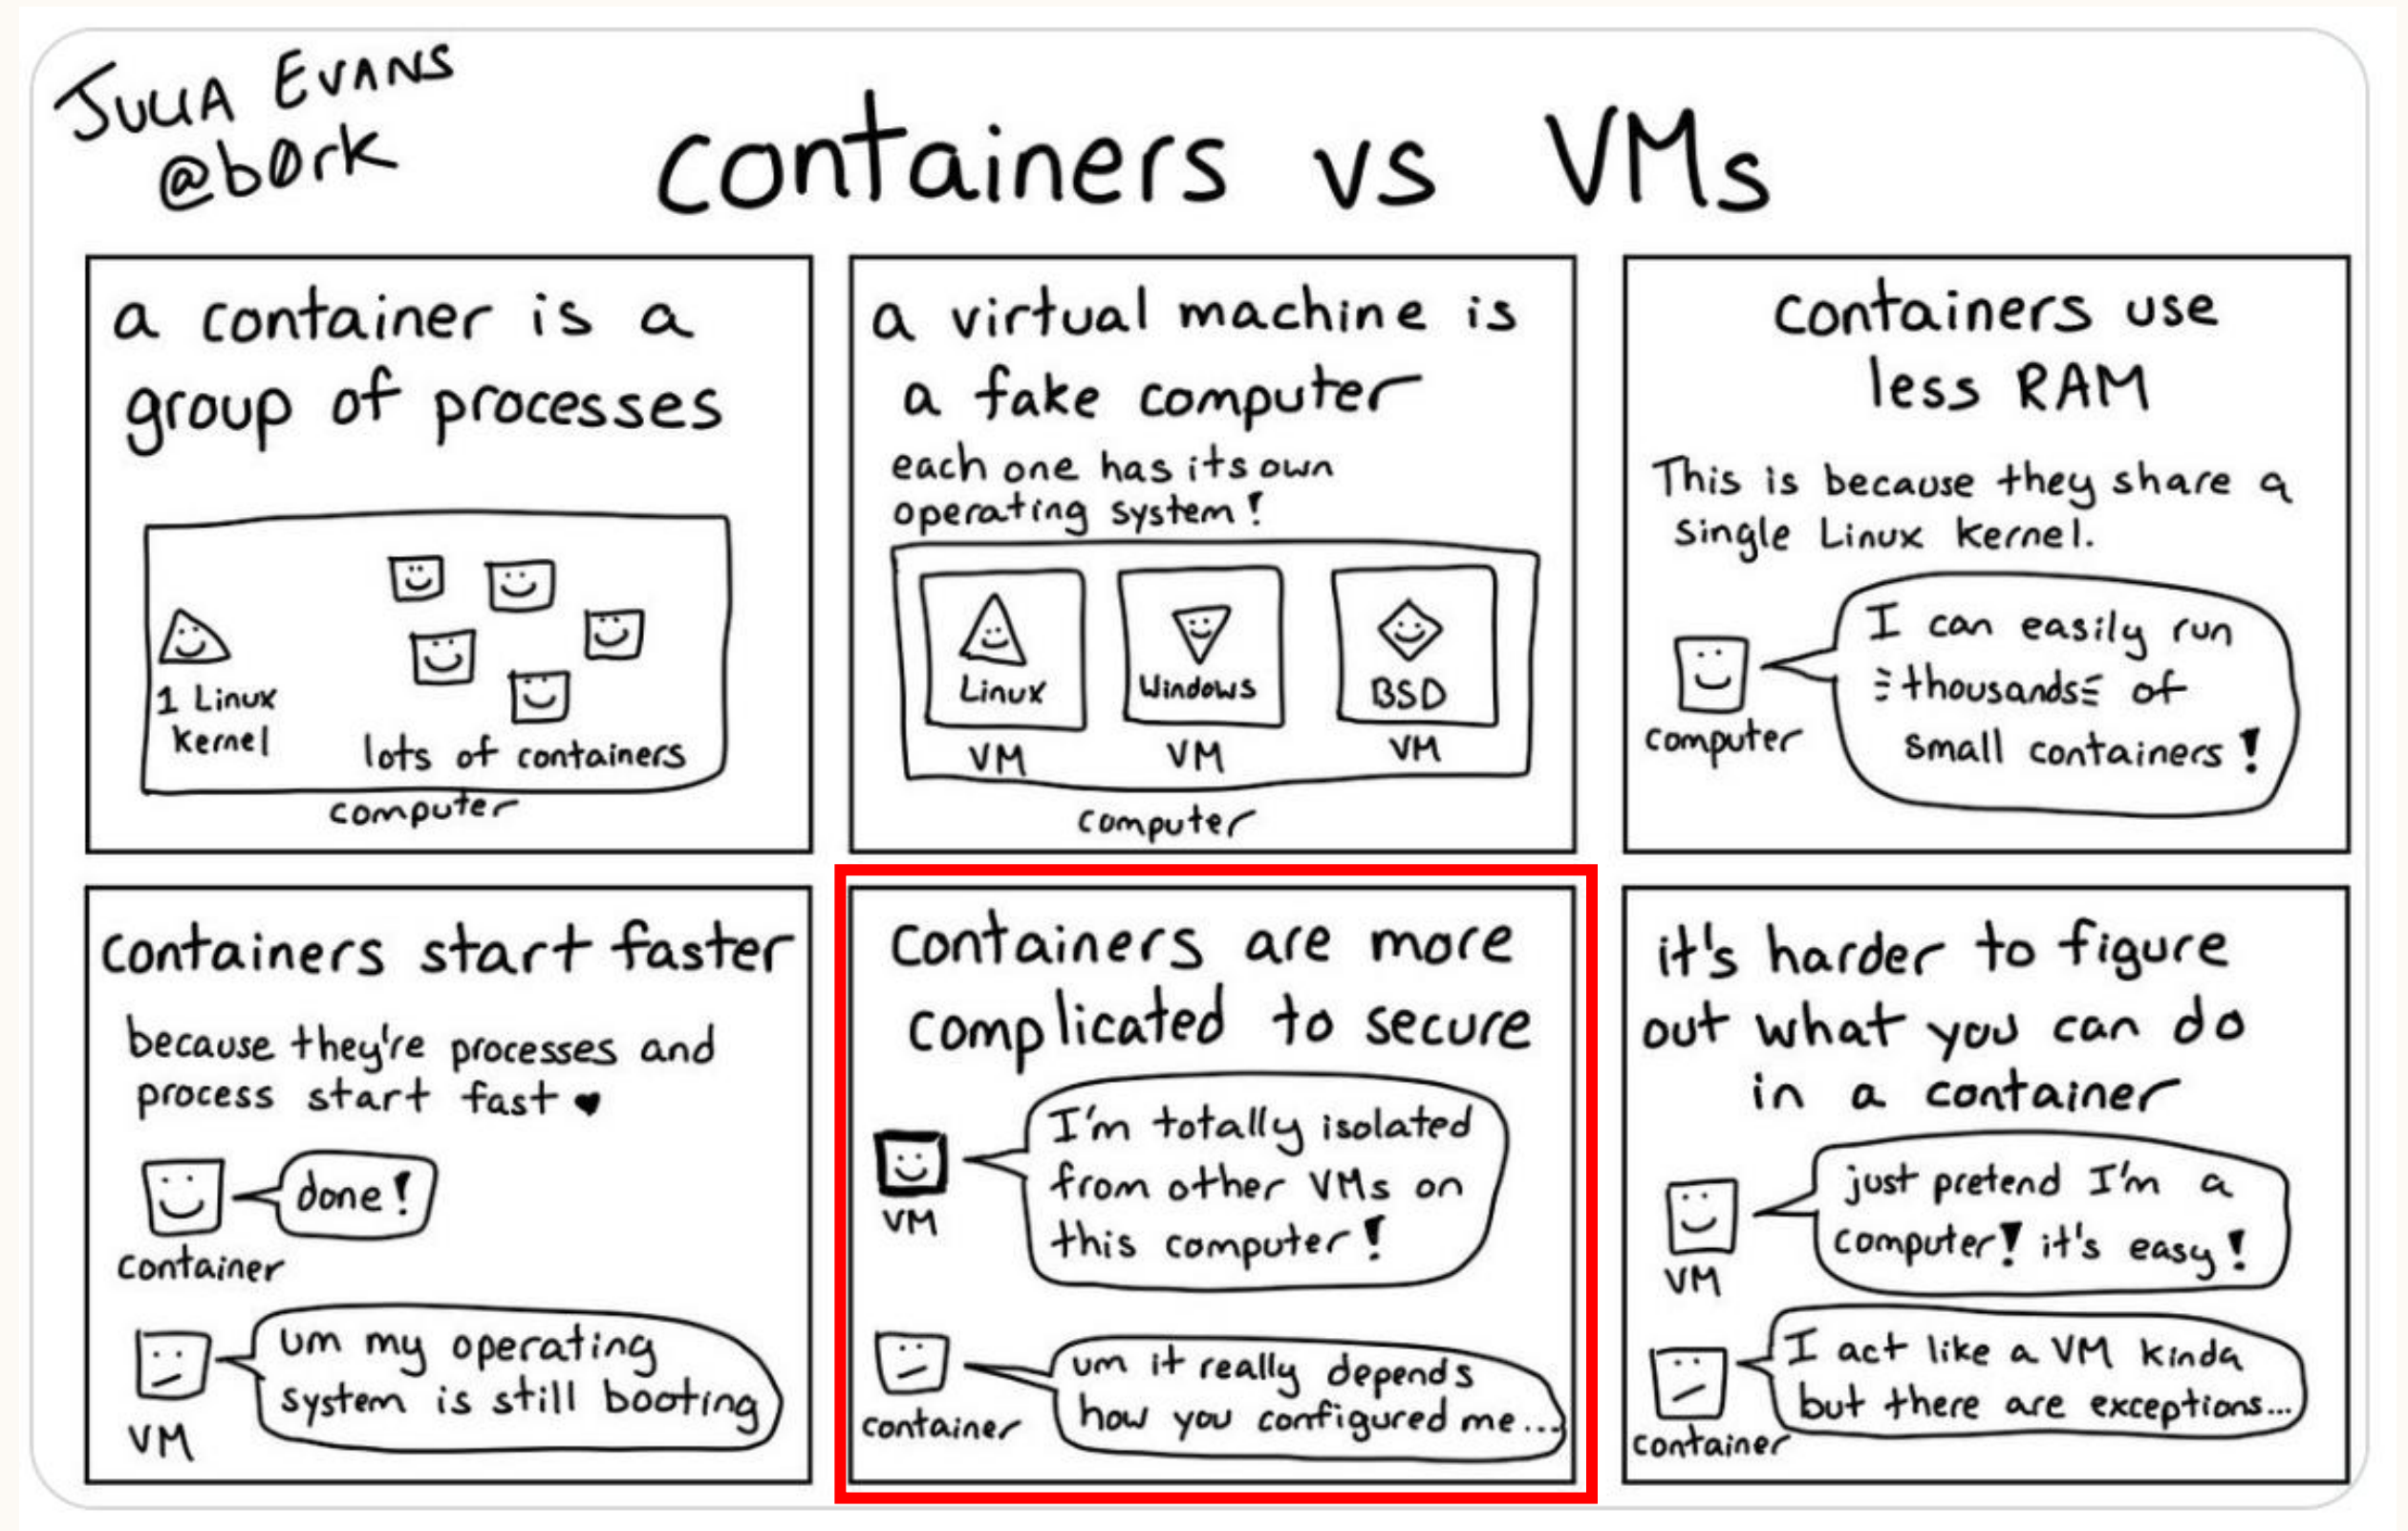 JULIA EVANS
@b0rk
containers vs VMs
a container is a
group of processes
1 Linux
kernel
lots of containers
computer
a virtual machine is
a fake computer
each one has its own
operating system!
Linux
Windows
BSD
VM
VM
VM
computer
containers use
less RAM
This is because they share a
single Linux kernel.
computer
I can easily run
thousands of
small containers!
containers start faster
because they're processes and
process start fast ♥
container
done!
VM
um my operating
system is still booting
containers are more
complicated to secure
VM
I'm totally isolated
from other VMs on
this computer!
container
um it really depends
how you configured me...
it's harder to figure
out what you can do
in a container
VM
just pretend I'm a
computer! it's easy!
container
I act like a VM kinda
but there are exceptions...